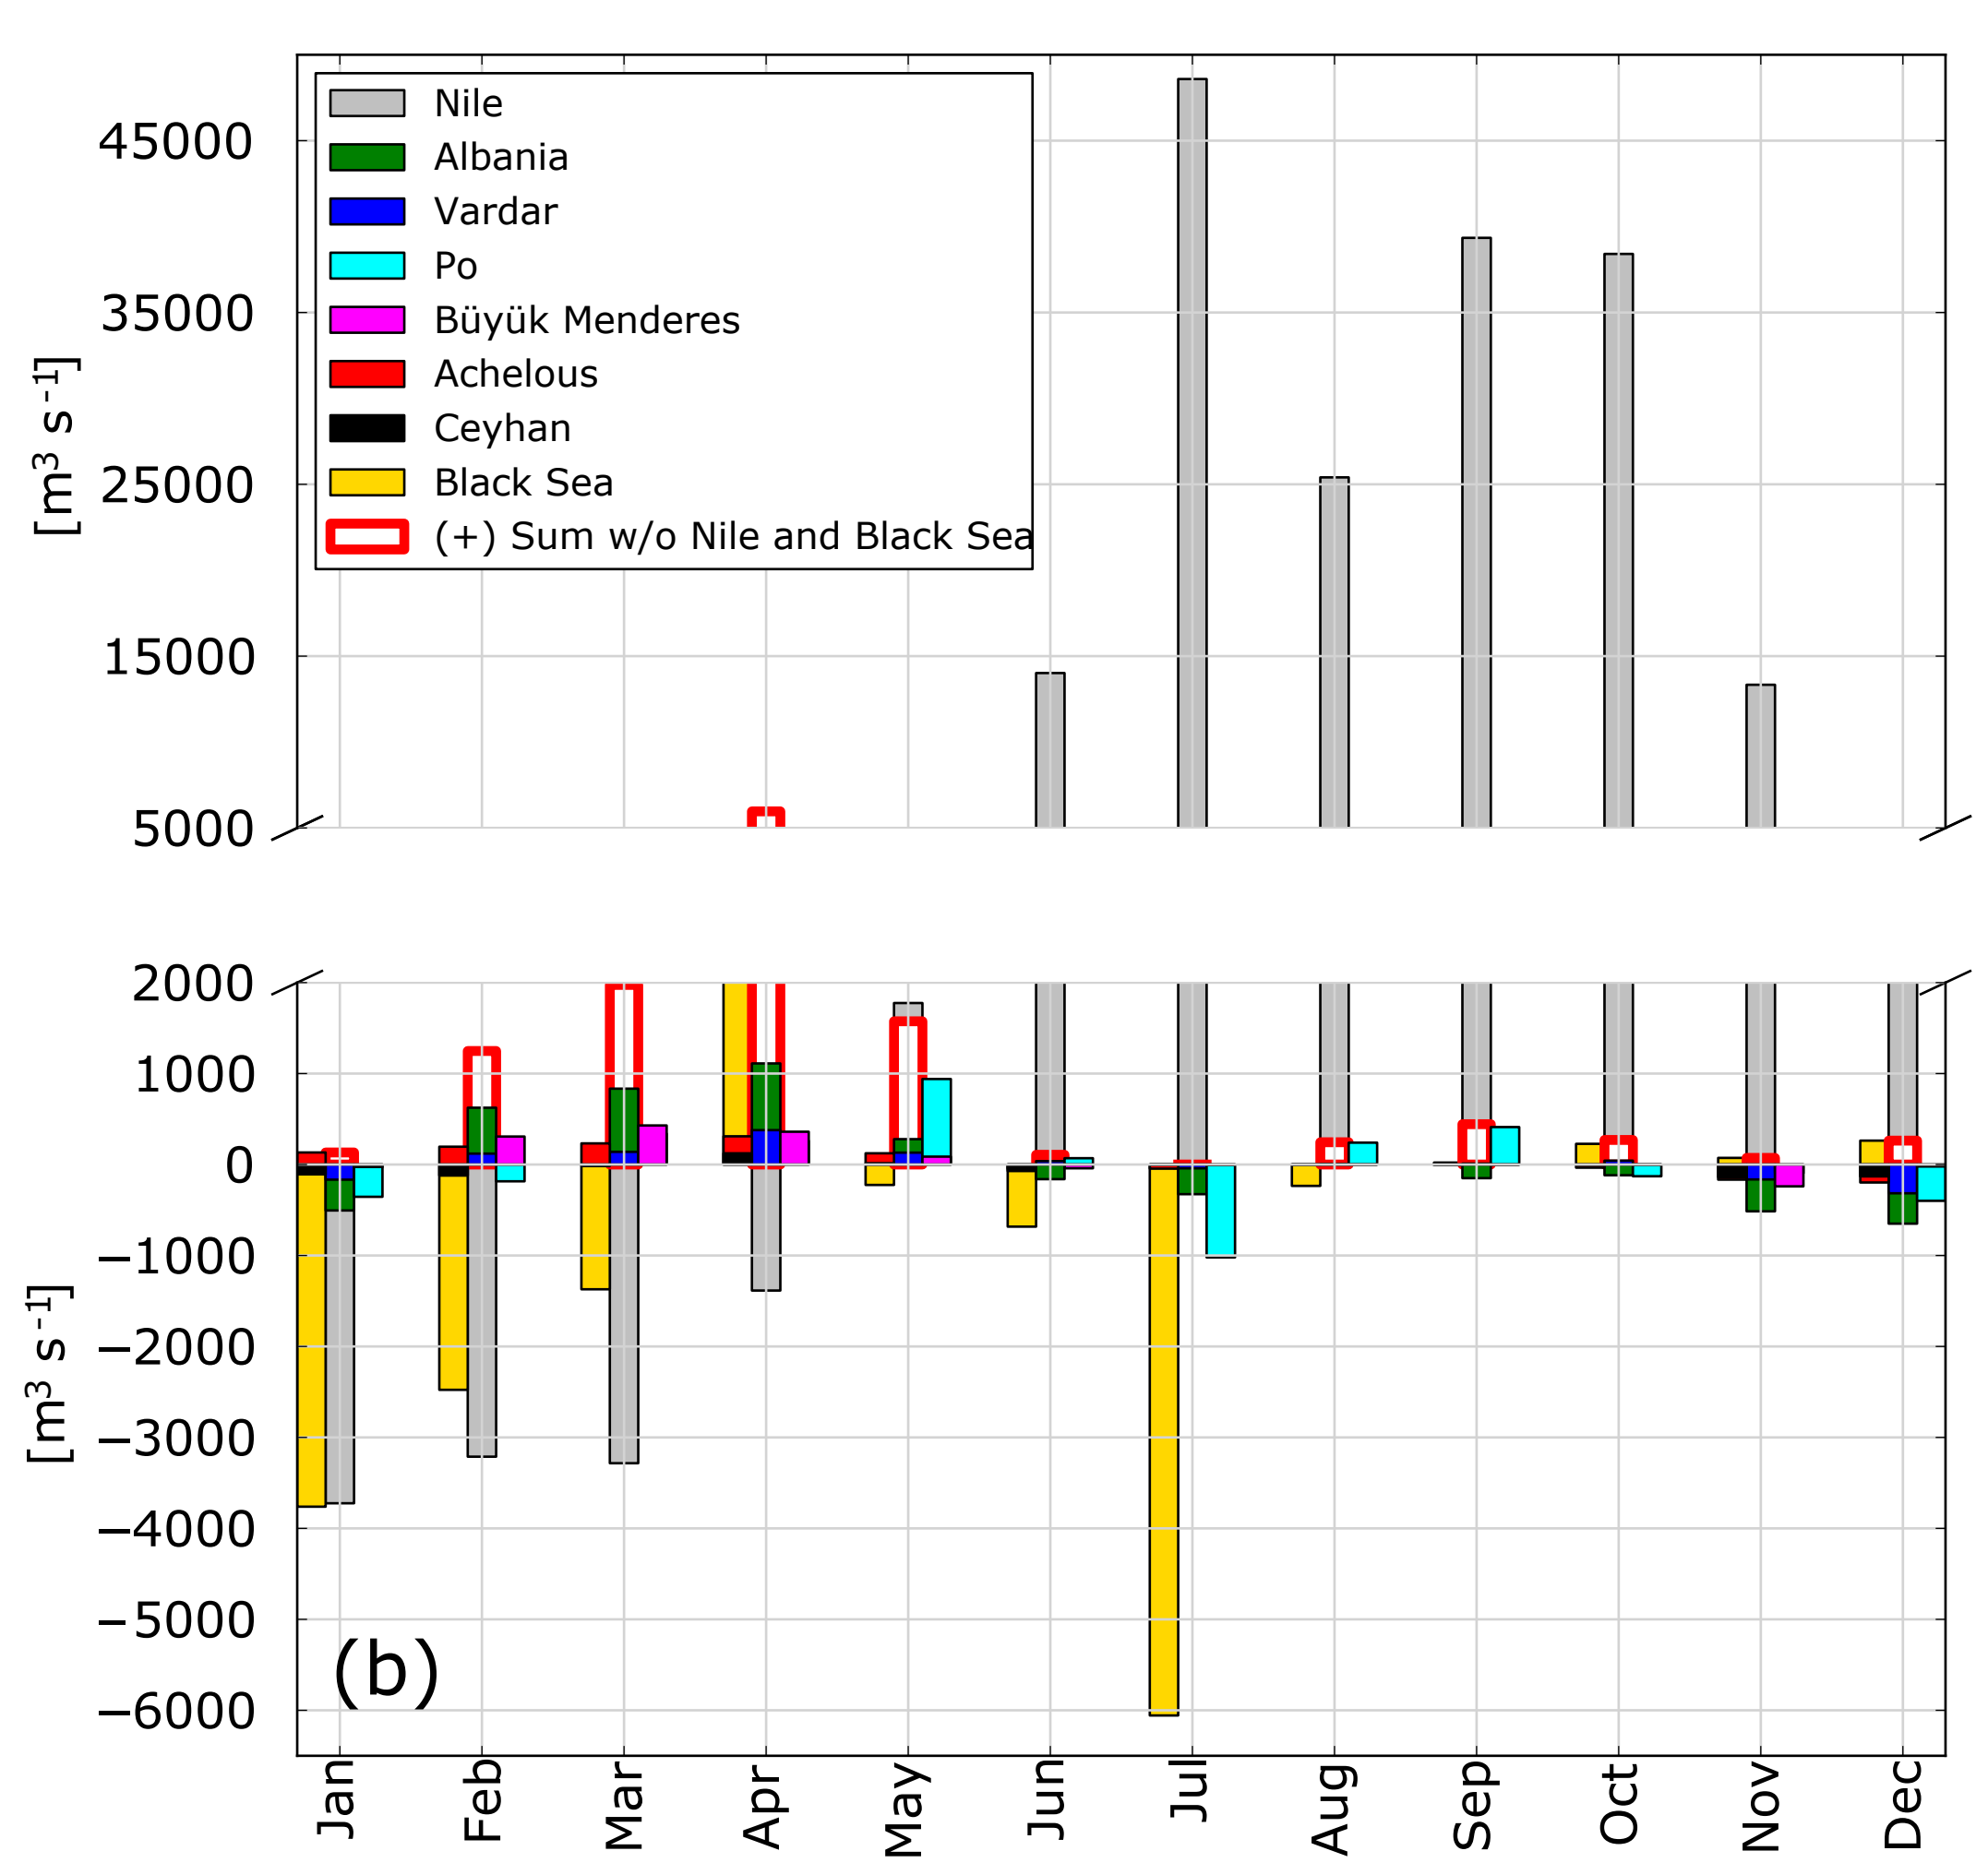 Nile
Albania
Vardar
Po
Büyük Menderes
Achelous
Ceyhan
Black Sea
(+) Sum w/o Nile and Black Sea
45000
35000
25000
15000
5000
[m³ s⁻¹]
2000
1000
0
−1000
−2000
−3000
−4000
−5000
−6000
[m³ s⁻¹]
(b)
Jan Feb Mar Apr May Jun Jul Aug Sep Oct Nov Dec